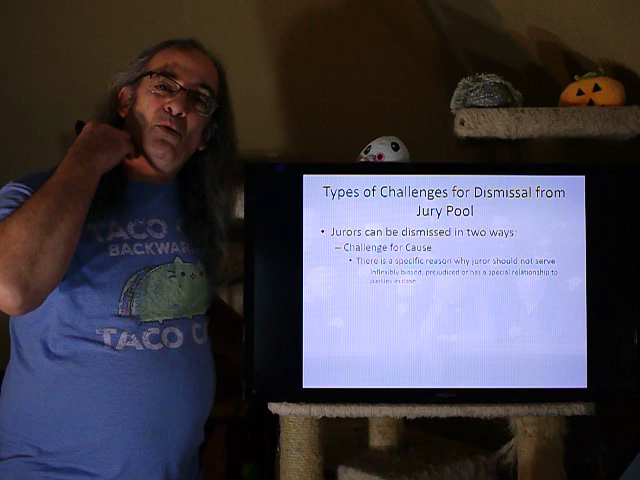 TACO C
BACKWAR
TACO C
Types of Challenges for Dismissal from
Jury Pool
• Jurors can be dismissed in two ways:
– Challenge for Cause
• There is a specific reason why juror should not serve
Inflexibly biased, prejudiced or has a special relationship to
parties in case